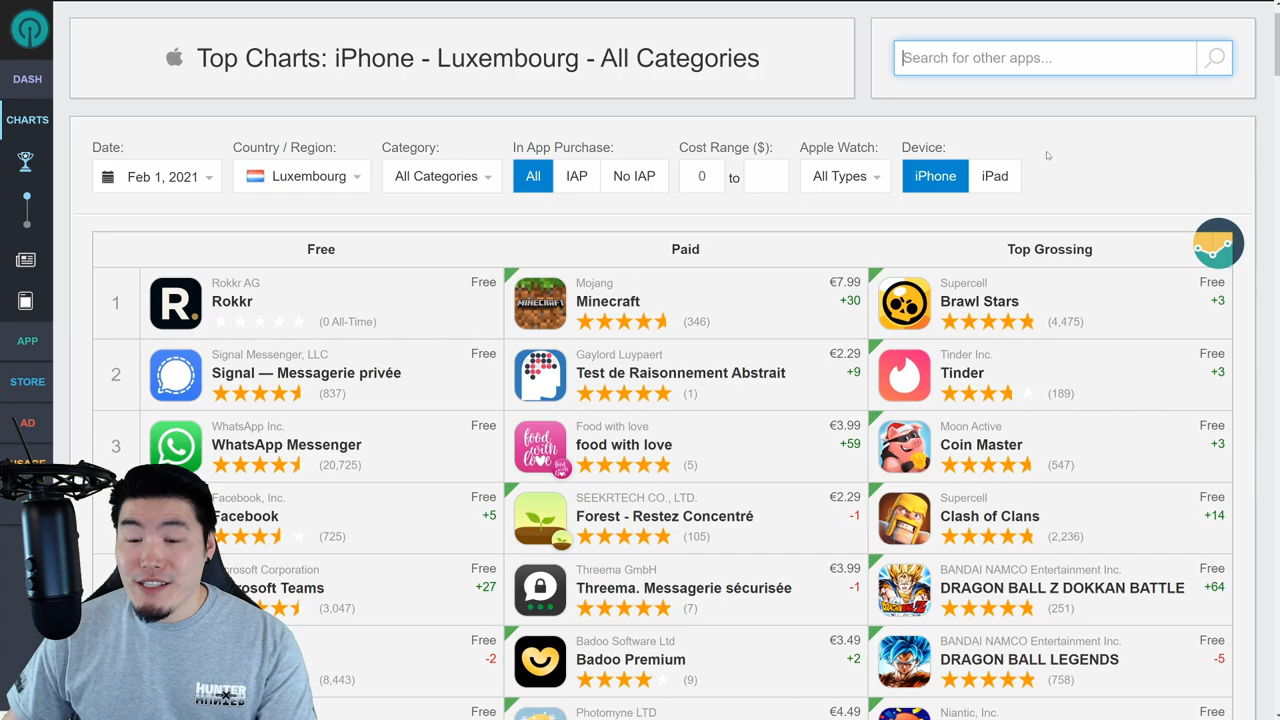 Top Charts: iPhone - Luxembourg - All Categories
Search for other apps...
DASH
CHARTS
APP
STORE
AD
USAGE
Date:
Country / Region:
Category:
In App Purchase:
Cost Range ($):
Apple Watch:
Device:
Feb 1, 2021
Luxembourg
All Categories
All
IAP
No IAP
0
to
All Types
iPhone
iPad
Free
Paid
Top Grossing
1
Rokkr AG
Free
R.
Rokkr
(0 All-Time)
Mojang
€7.99
MINECRAFT
Minecraft
+30
(346)
Supercell
Free
Brawl Stars
+3
(4,475)
2
Signal Messenger, LLC
Free
Signal — Messagerie privée
(837)
Gaylord Luypaert
€2.29
Test de Raisonnement Abstrait
+9
(1)
Tinder Inc.
Free
Tinder
+3
(189)
3
WhatsApp Inc.
Free
WhatsApp Messenger
(20,725)
Food with love
€3.99
food with love
food with love
+59
(5)
Moon Active
Free
Coin Master
+3
(547)
Facebook, Inc.
Free
Facebook
+5
(725)
SEEKRTECH CO., LTD.
€2.29
Forest - Restez Concentré
-1
(105)
Supercell
Free
Clash of Clans
+14
(2,236)
Corporation
Free
Teams
+27
(3,047)
Threema GmbH
€3.99
Threema. Messagerie sécurisée
-1
(7)
BANDAI NAMCO Entertainment Inc.
Free
DRAGON BALL Z DOKKAN BATTLE
+64
(251)
Free
-2
(8,443)
Badoo Software Ltd
€3.49
Badoo Premium
+2
(9)
BANDAI NAMCO Entertainment Inc.
Free
DRAGON BALL LEGENDS
-5
(758)
Free
Photomyne LTD
€4.49
Niantic, Inc.
Free
HUNTER